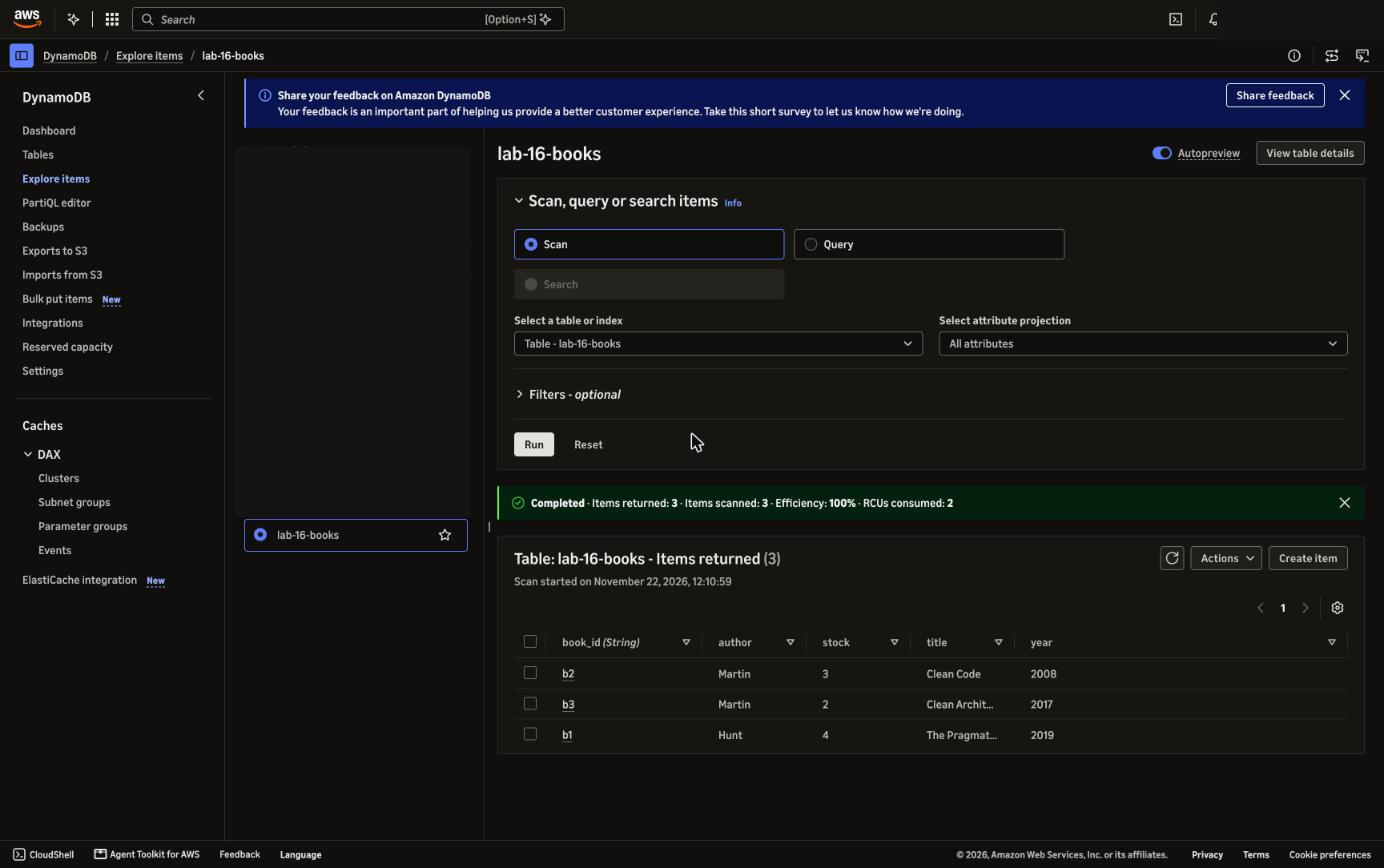 aws
Search [Option+S]
DynamoDB / Explore items / lab-16-books
DynamoDB
Dashboard
Tables
Explore items
PartiQL editor
Backups
Exports to S3
Imports from S3
Bulk put items New
Integrations
Reserved capacity
Settings
Caches
DAX
Clusters
Subnet groups
Parameter groups
Events
ElastiCache integration New
Share your feedback on Amazon DynamoDB
Your feedback is an important part of helping us provide a better customer experience. Take this short survey to let us know how we're doing.
Share feedback
lab-16-books
lab-16-books
Autopreview
View table details
Scan, query or search items Info
Scan
Query
Search
Select a table or index
Table - lab-16-books
Select attribute projection
All attributes
Filters - optional
Run
Reset
Completed · Items returned: 3 · Items scanned: 3 · Efficiency: 100% · RCUs consumed: 2
Table: lab-16-books - Items returned (3)
Scan started on November 22, 2026, 12:10:59
Actions
Create item
1
book_id (String) author stock title year
b2 Martin 3 Clean Code 2008
b3 Martin 2 Clean Archit... 2017
b1 Hunt 4 The Pragmat... 2019
CloudShell Agent Toolkit for AWS Feedback Language
© 2026, Amazon Web Services, Inc. or its affiliates. Privacy Terms Cookie preferences